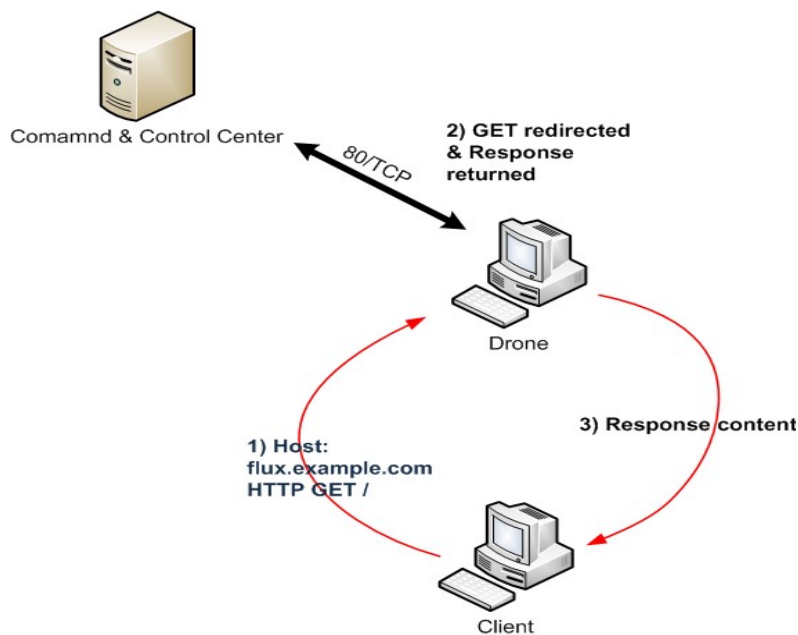 Comamnd & Control Center
80/TCP
2) GET redirected
& Response
returned
Drone
1) Host:
flux.example.com
HTTP GET /
3) Response content
Client